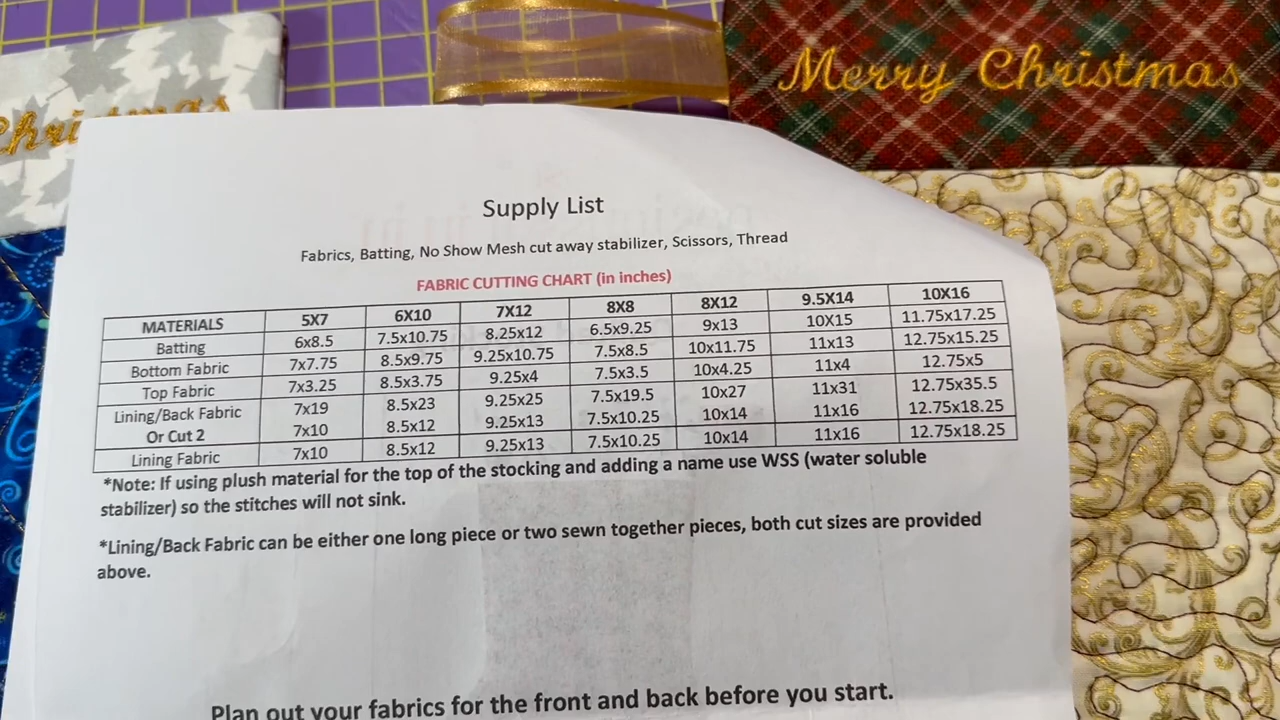 Merry Christmas
Christmas
Supply List
Fabrics, Batting, No Show Mesh cut away stabilizer, Scissors, Thread
FABRIC CUTTING CHART (in inches)
MATERIALS 5X7 6X10 7X12 8X8 8X12 9.5X14 10X16
Batting 6x8.5 7.5x10.75 8.25x12 6.5x9.25 9x13 10X15 11.75x17.25
Bottom Fabric 7x7.75 8.5x9.75 9.25x10.75 7.5x8.5 10x11.75 11x13 12.75x15.25
Top Fabric 7x3.25 8.5x3.75 9.25x4 7.5x3.5 10x4.25 11x4 12.75x5
Lining/Back Fabric 7x19 8.5x23 9.25x25 7.5x19.5 10x27 11x31 12.75x35.5
Or Cut 2 7x10 8.5x12 9.25x13 7.5x10.25 10x14 11x16 12.75x18.25
Lining Fabric 7x10 8.5x12 9.25x13 7.5x10.25 10x14 11x16 12.75x18.25
*Note: If using plush material for the top of the stocking and adding a name use WSS (water soluble
stabilizer) so the stitches will not sink.
*Lining/Back Fabric can be either one long piece or two sewn together pieces, both cut sizes are provided
above.
Plan out your fabrics for the front and back before you start.